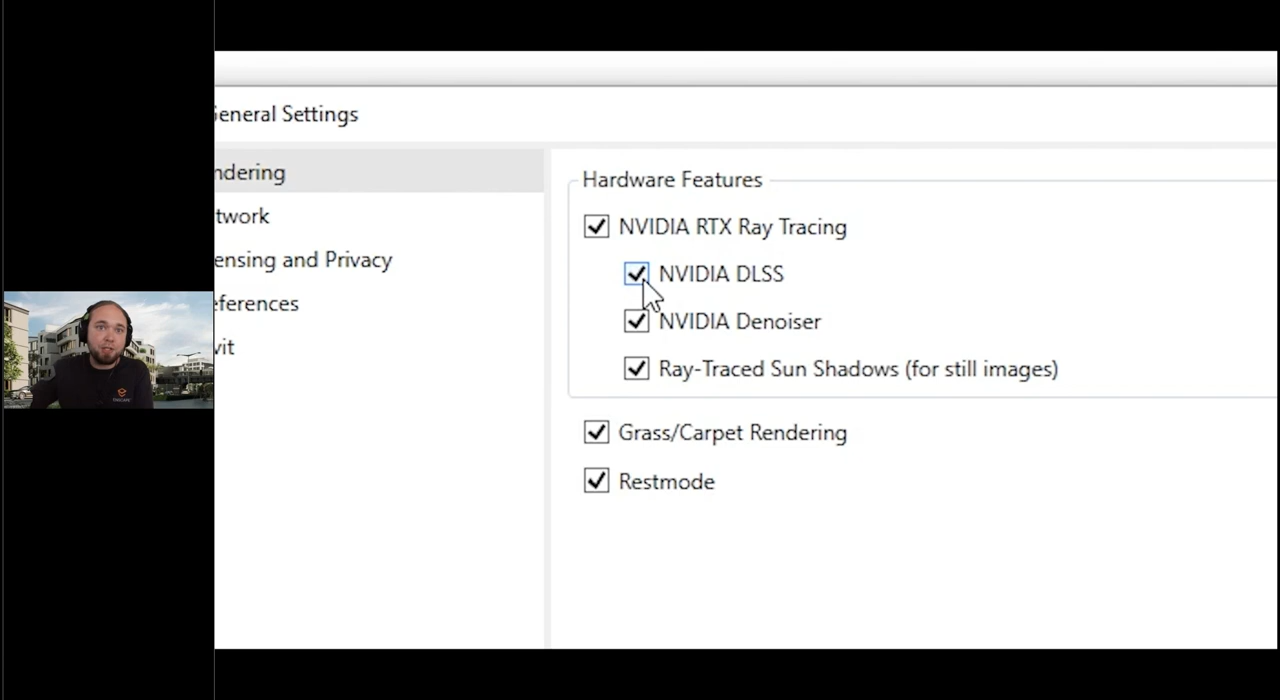 General Settings
ndering
twork
ensing and Privacy
eferences
vit
Hardware Features
NVIDIA RTX Ray Tracing
NVIDIA DLSS
NVIDIA Denoiser
Ray-Traced Sun Shadows (for still images)
Grass/Carpet Rendering
Restmode